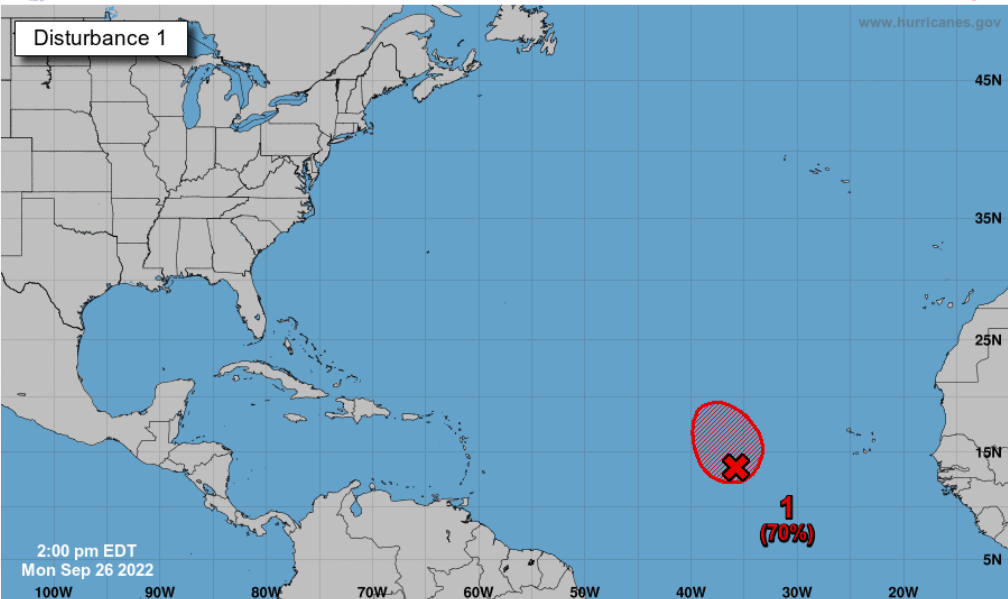 www.hurricanes.gov
Disturbance 1
45N
35N
25N
15N
1
(70%)
2:00 pm EDT
Mon Sep 26 2022
5N
100W 90W 80W 70W 60W 50W 40W 30W 20W